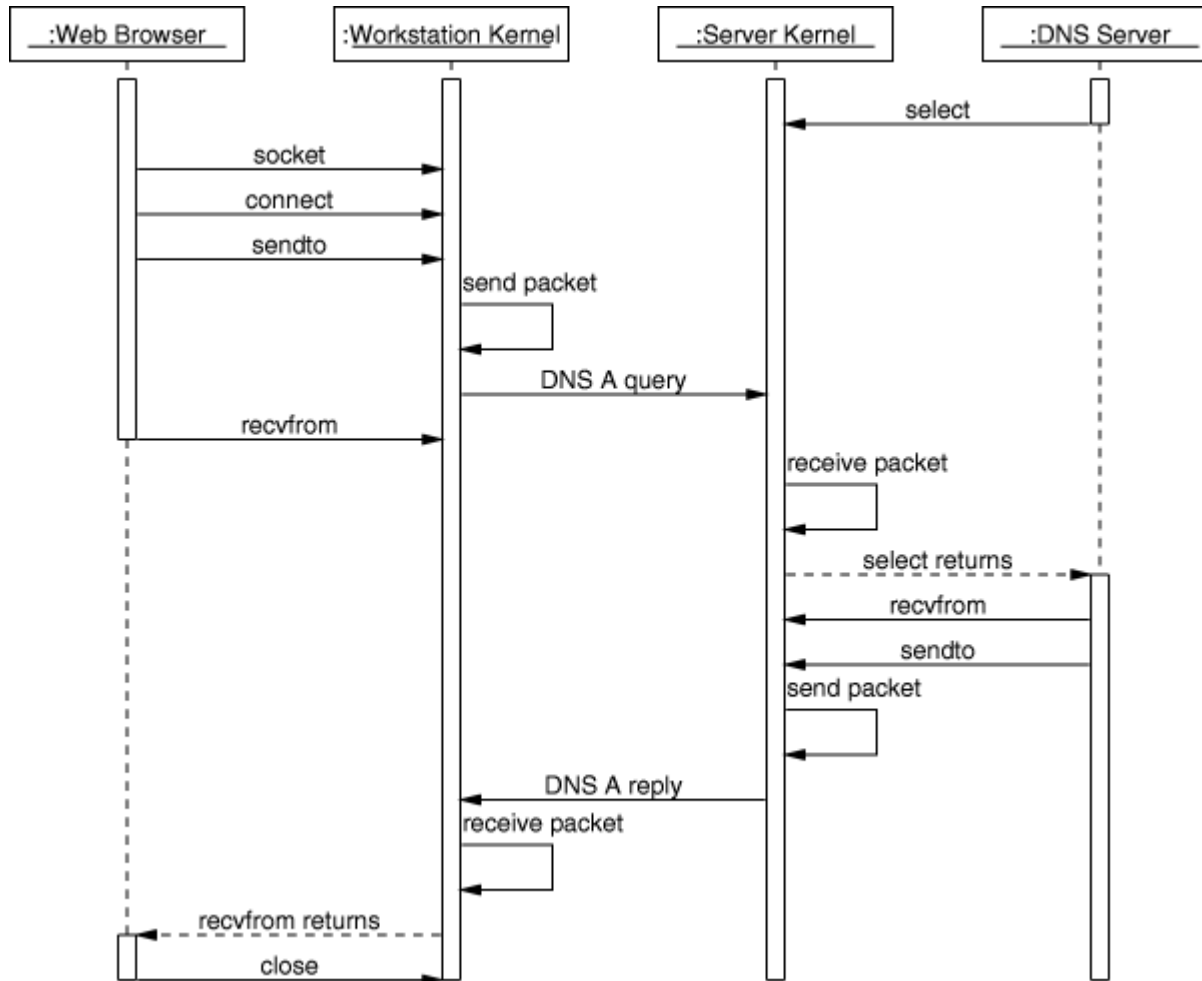 :Web Browser
:Workstation Kernel
:Server Kernel
:DNS Server
select
socket
connect
sendto
send packet
DNS A query
recvfrom
receive packet
select returns
recvfrom
sendto
send packet
DNS A reply
receive packet
recvfrom returns
close